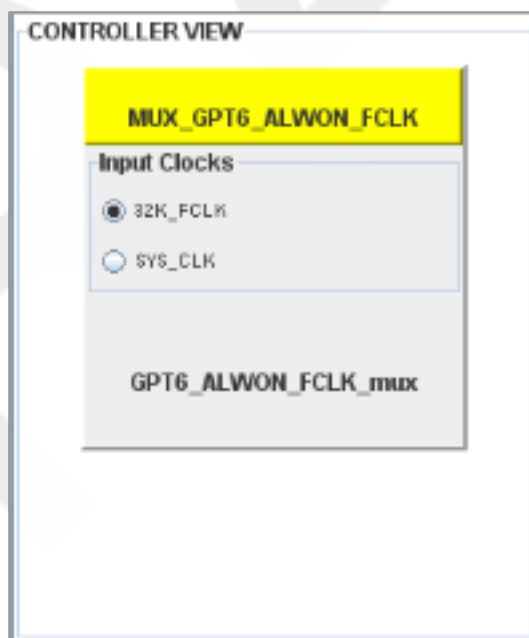 CONTROLLER VIEW
MUX_GPT6_ALWON_FCLK
Input Clocks
32K_FCLK
SYS_CLK
GPT6_ALWON_FCLK_mux